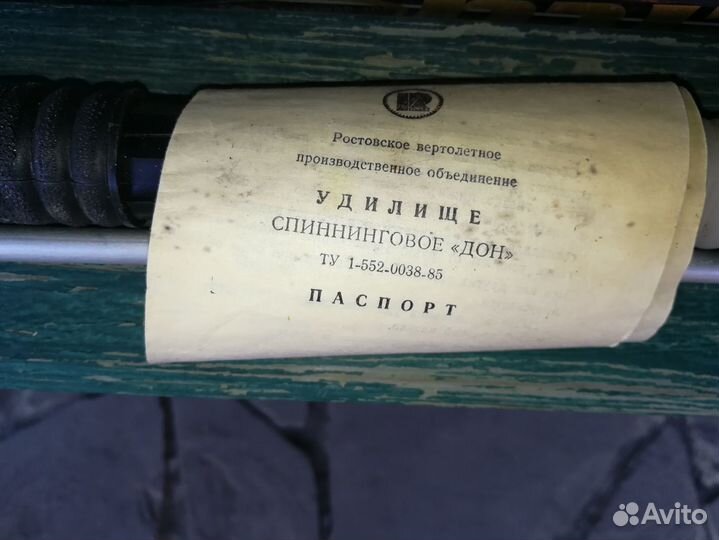 Ростовское вертолетное
производственное объединение
УДИЛИЩЕ
СПИННИНГОВОЕ «ДОН»
ТУ 1-552-0038-85
ПАСПОРТ
Avito